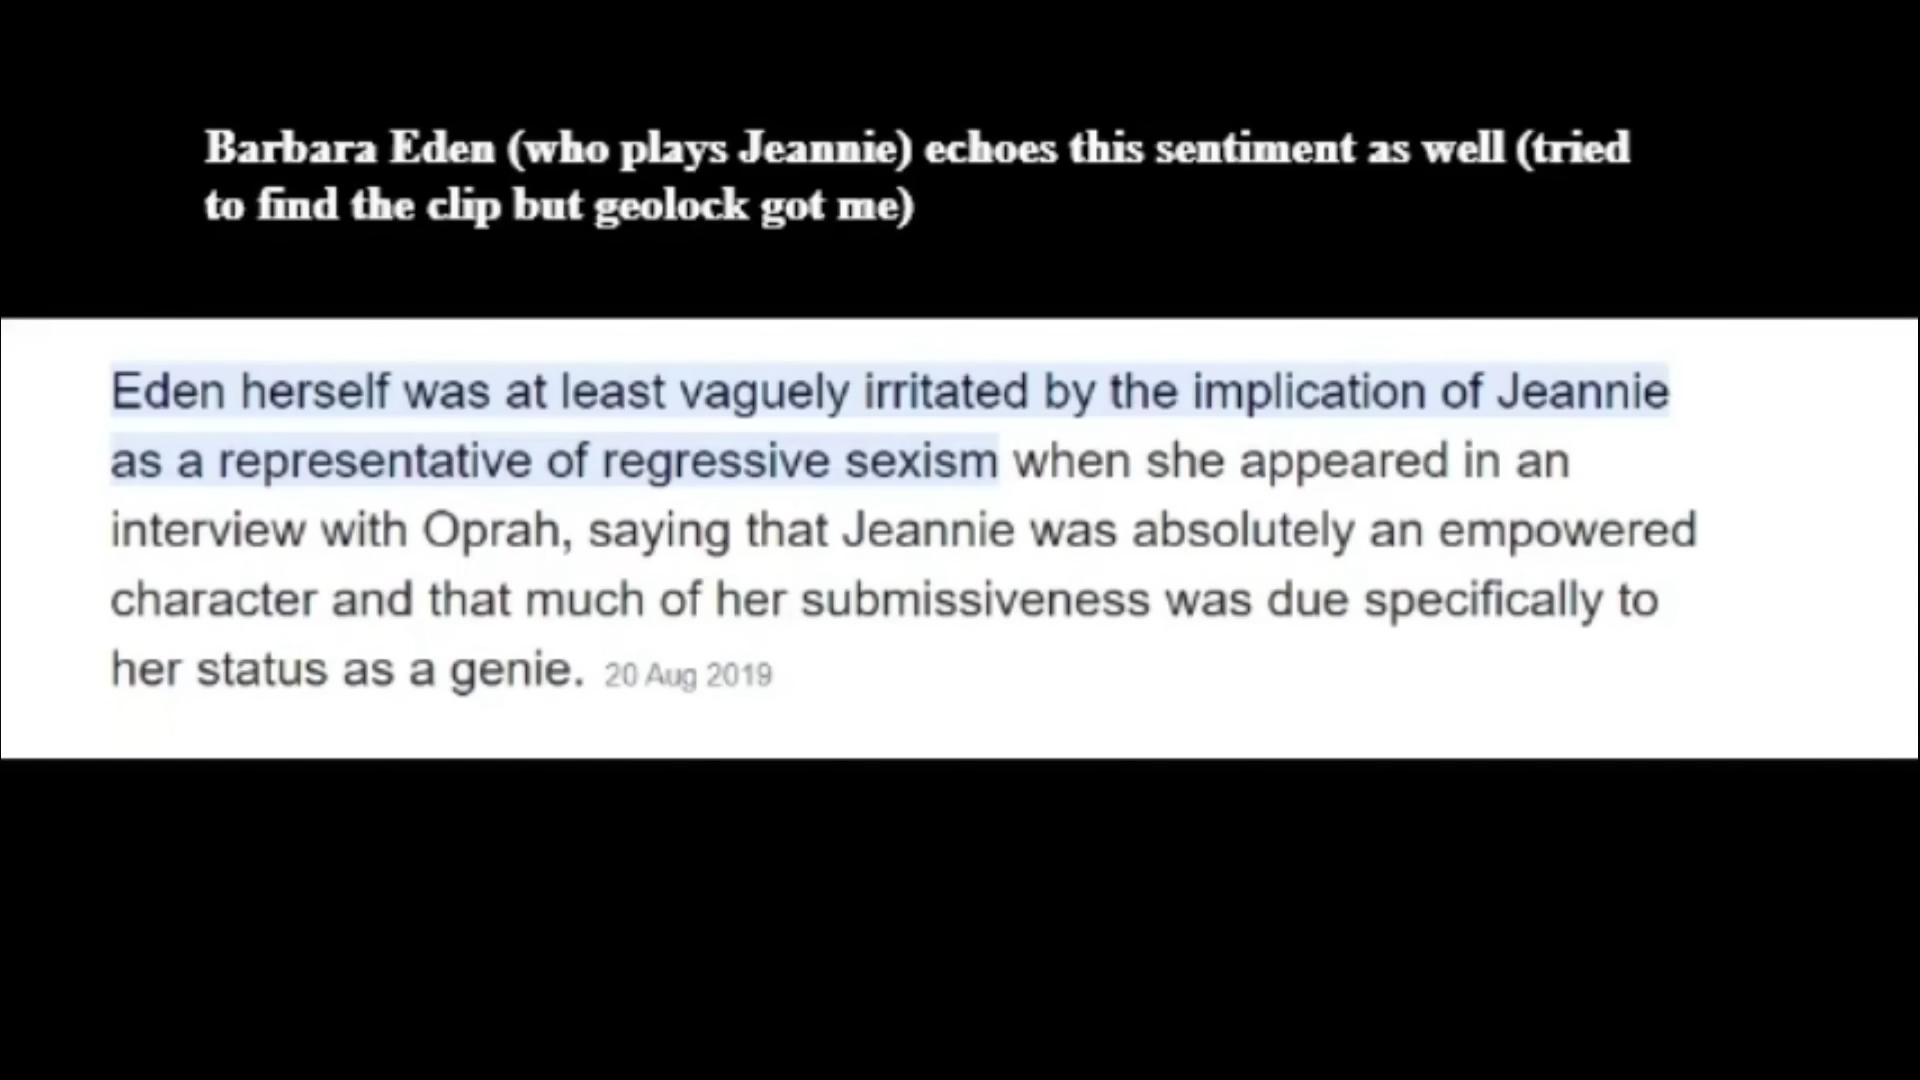 Barbara Eden (who plays Jeannie) echoes this sentiment as well (tried
to find the clip but geolock got me)
Eden herself was at least vaguely irritated by the implication of Jeannie
as a representative of regressive sexism when she appeared in an
interview with Oprah, saying that Jeannie was absolutely an empowered
character and that much of her submissiveness was due specifically to
her status as a genie. 20 Aug 2019